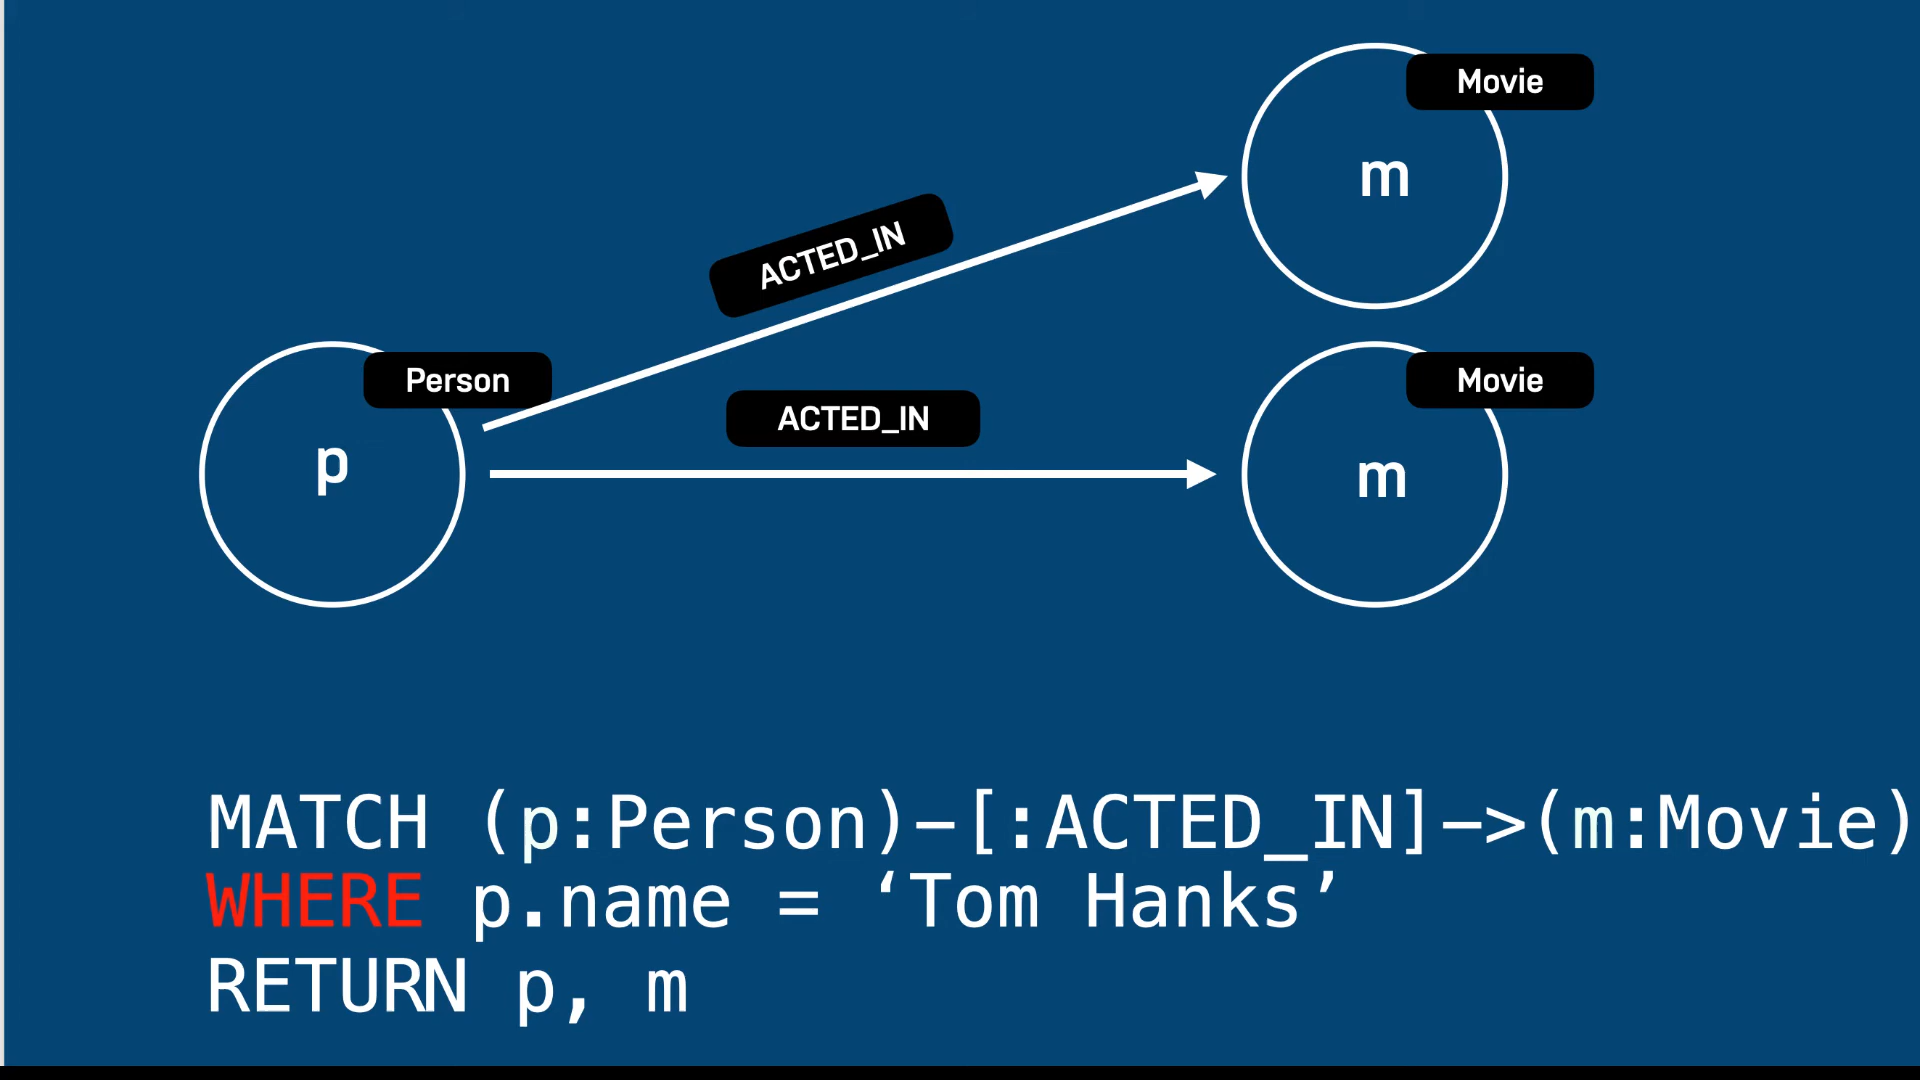 Movie
m
ACTED_IN
Person
p
ACTED_IN
Movie
m
MATCH (p:Person)-[:ACTED_IN]->(m:Movie)
WHERE p.name = ‘Tom Hanks’
RETURN p, m